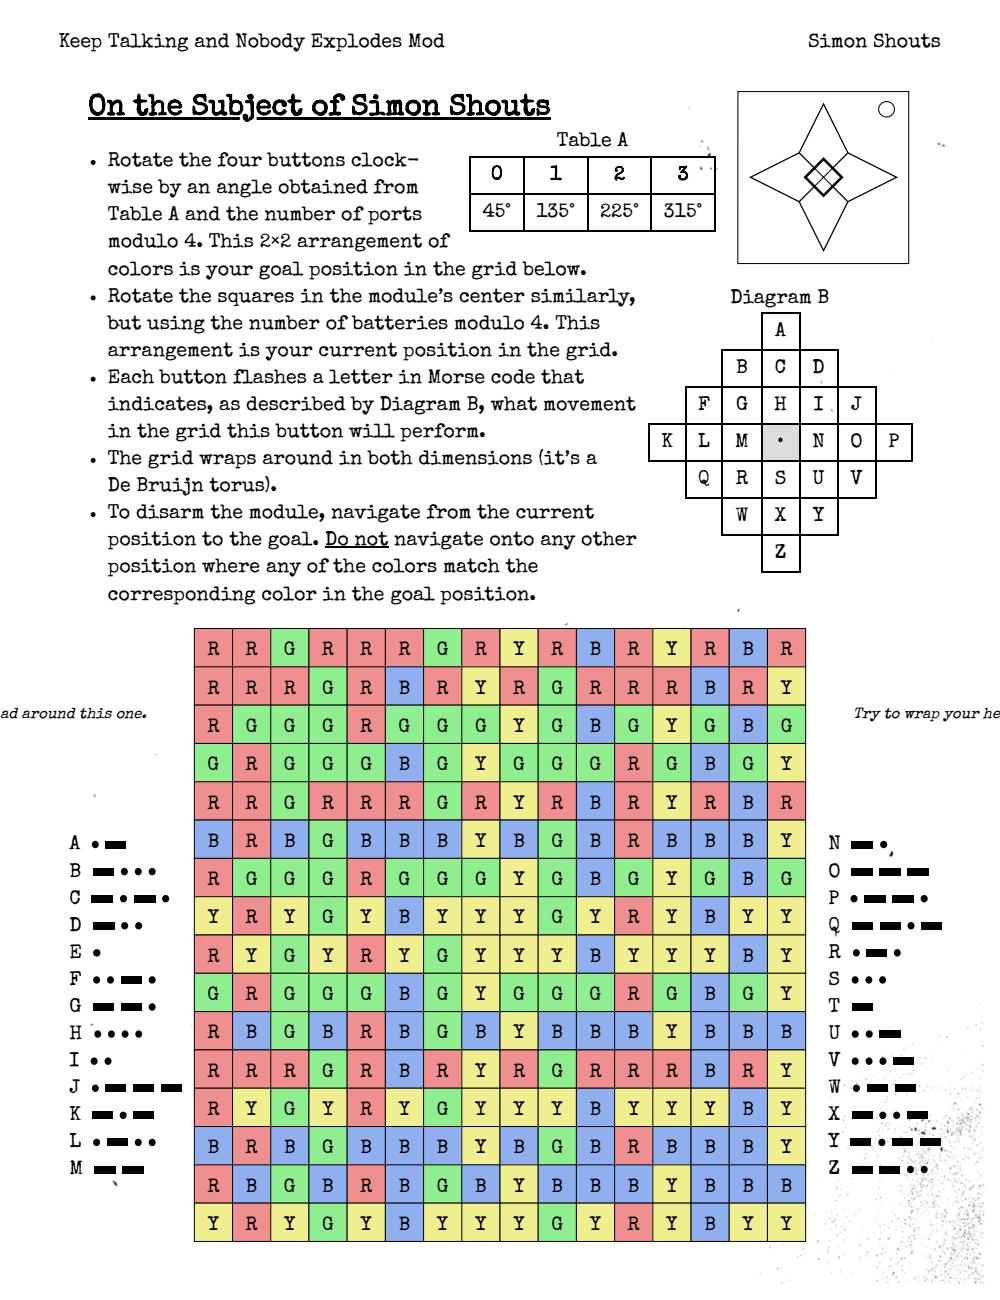 Keep Talking and Nobody Explodes Mod
Simon Shouts
On the Subject of Simon Shouts
• Rotate the four buttons clock-
wise by an angle obtained from
Table A and the number of ports
modulo 4. This 2×2 arrangement of
colors is your goal position in the grid below.
Table A
0 1 2 3
45° 135° 225° 315°
• Rotate the squares in the module's center similarly,
but using the number of batteries modulo 4. This
arrangement is your current position in the grid.
• Each button flashes a letter in Morse code that
indicates, as described by Diagram B, what movement
in the grid this button will perform.
• The grid wraps around in both dimensions (it's a
De Bruijn torus).
• To disarm the module, navigate from the current
position to the goal. Do not navigate onto any other
position where any of the colors match the
corresponding color in the goal position.
Diagram B
A
B C D
F G H I J
K L M • N O P
Q R S U V
W X Y
Z
R R G R R R G R Y R B R Y R B R
R R R G R B R Y R G R R R B R Y
R G G G R G G G Y G B G Y G B G
G R G G G B G Y G G G R G B G Y
R R G R R R G R Y R B R Y R B R
B R B G B B B Y B G B R B B B Y
R G G G R G G G Y G B G Y G B G
Y R Y G Y B Y Y Y G Y R Y B Y Y
R Y G Y R Y G Y Y Y B Y Y Y B Y
G R G G G B G Y G G G R G B G Y
R B G B R B G B Y B B B Y B B B
R R R G R B R Y R G R R R B R Y
R Y G Y R Y G Y Y Y B Y Y Y B Y
B R B G B B B Y B G B R B B B Y
R B G B R B G B Y B B B Y B B B
Y R Y G Y B Y Y Y G Y R Y B Y Y
ad around this one.
Try to wrap your he
A
B
C
D
E
F
G
H
I
J
K
L
M
N
O
P
Q
R
S
T
U
V
W
X
Y
Z